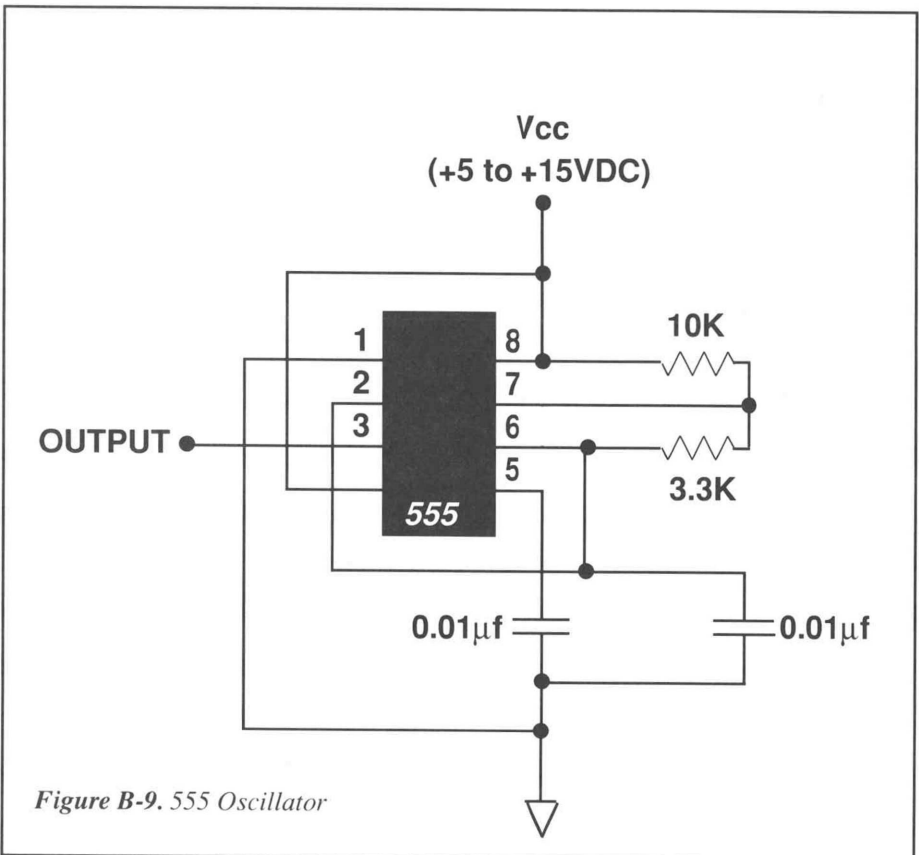 Vcc
(+5 to +15VDC)
10K
1
8
2
7
3
6
OUTPUT
5
3.3K
555
0.01µf
0.01µf
Figure B-9. 555 Oscillator